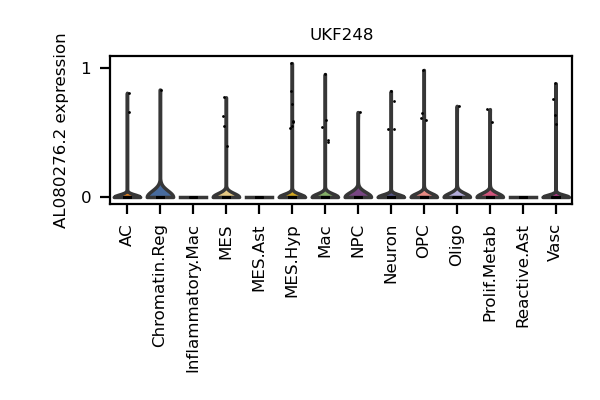 UKF248
AL080276.2 expression
1
0
AC
Chromatin.Reg
Inflammatory.Mac
MES
MES.Ast
MES.Hyp
Mac
NPC
Neuron
OPC
Oligo
Prolif.Metab
Reactive.Ast
Vasc